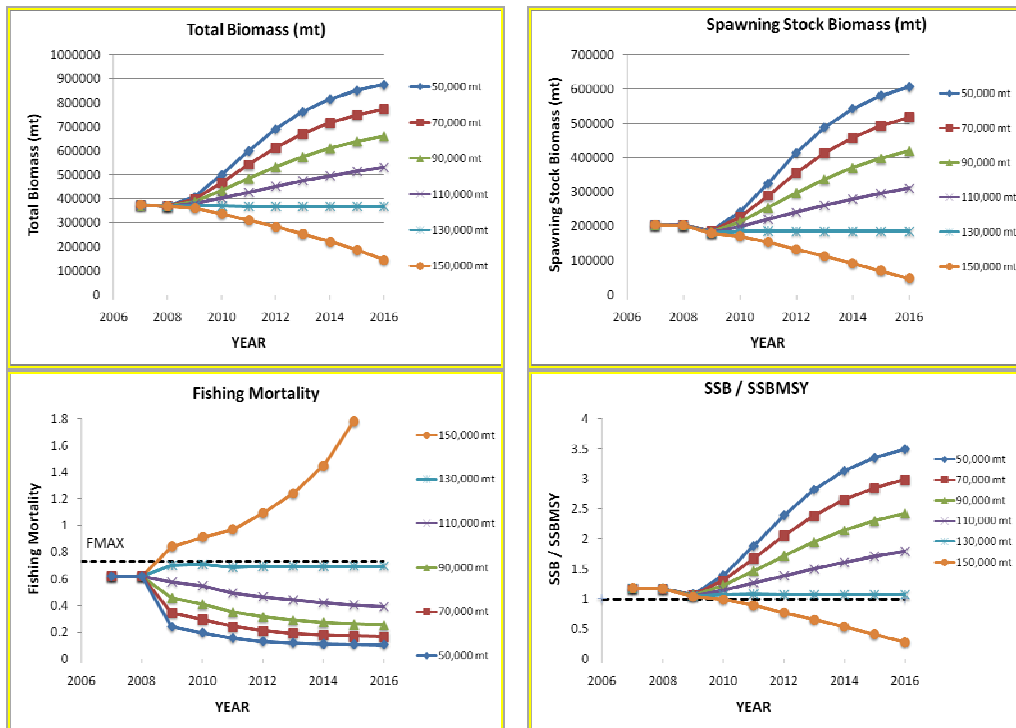 Total Biomass (mt)
Total Biomass (mt)
1000000
900000
800000
700000
600000
500000
400000
300000
200000
100000
0
2006 2008 2010 2012 2014 2016
YEAR
50,000 mt
70,000 mt
90,000 mt
110,000 mt
130,000 mt
150,000 mt
Spawning Stock Biomass (mt)
Spawning Stock Biomass (mt)
700000
600000
500000
400000
300000
200000
100000
0
2006 2008 2010 2012 2014 2016
YEAR
50,000 mt
70,000 mt
90,000 mt
110,000 mt
130,000 mt
150,000 mt
Fishing Mortality
Fishing Mortality
1.8
1.6
1.4
1.2
1
0.8
0.6
0.4
0.2
0
FMAX
2006 2008 2010 2012 2014 2016
YEAR
150,000 mt
130,000 mt
110,000 mt
90,000 mt
70,000 mt
50,000 mt
SSB / SSBMSY
SSB / SSBMSY
4
3.5
3
2.5
2
1.5
1
0.5
0
2006 2008 2010 2012 2014 2016
YEAR
50,000 mt
70,000 mt
90,000 mt
110,000 mt
130,000 mt
150,000 mt